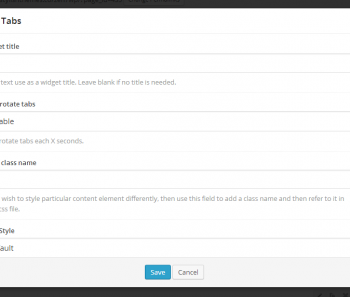 Tabs
et title
text use as a widget title. Leave blank if no title is needed.
rotate tabs
able
rotate tabs each X seconds.
class name
wish to style particular content element differently, then use this field to add a class name and then refer to it in
css file.
Style
ault
Save Cancel